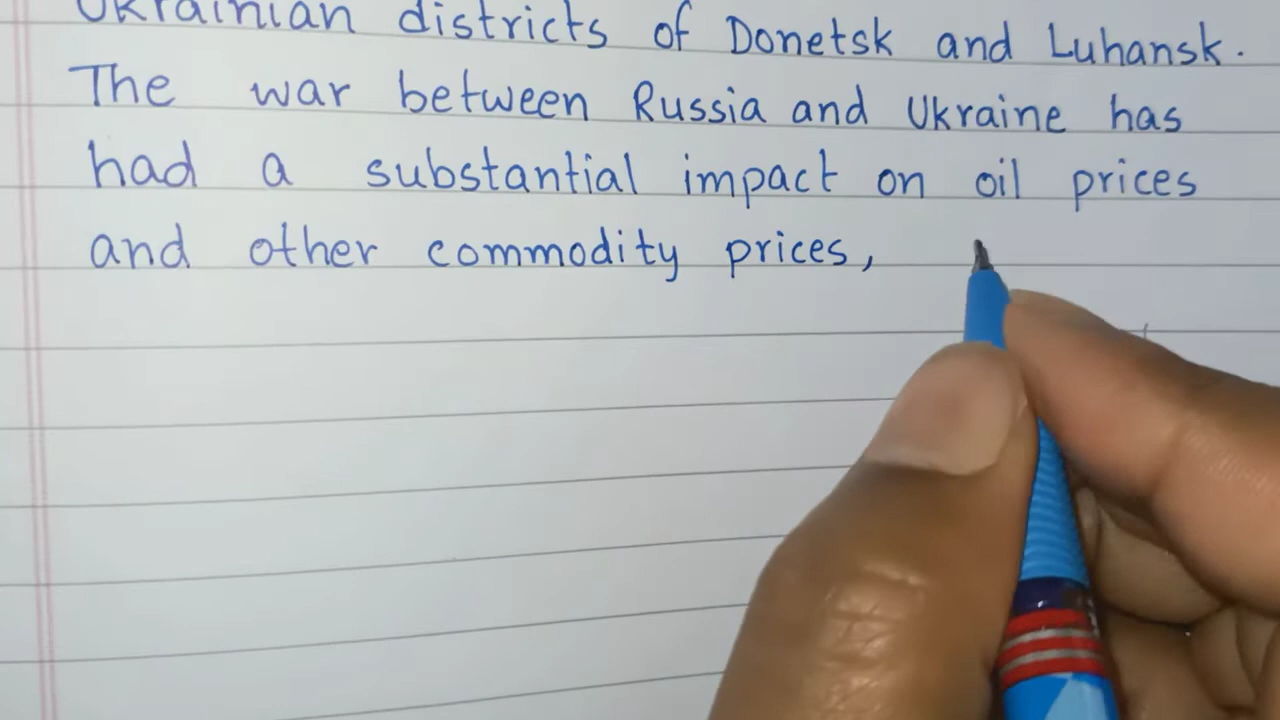 Ukrainian districts of Donetsk and Luhansk.
The war between Russia and Ukraine has
had a substantial impact on oil prices
and other commodity prices,